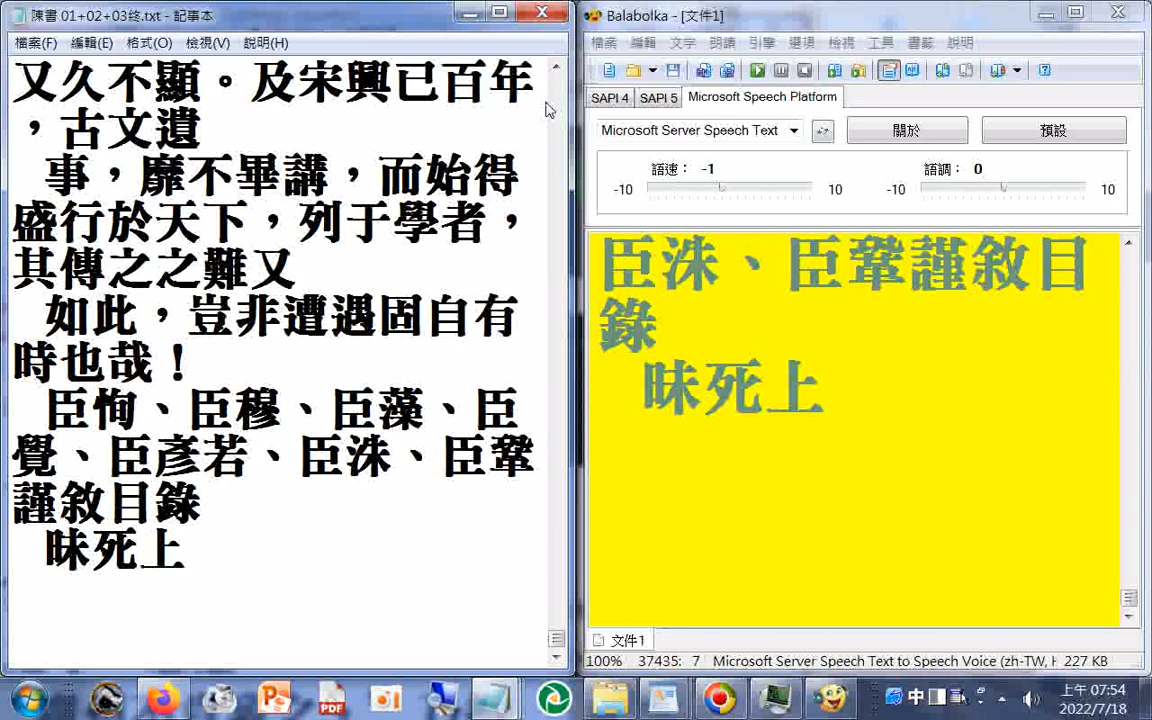 陳書 01+02+03终.txt - 記事本
檔案(F) 編輯(E) 格式(O) 檢視(V) 說明(H)
又久不顯。及宋興已百年
，古文遺
事，靡不畢講，而始得
盛行於天下，列于學者，
其傳之之難又
如此，豈非遭遇固自有
時也哉！
臣恂、臣穆、臣藻、臣
覺、臣彥若、臣洙、臣鞏
謹敘目錄
昧死上
Balabolka - [文件1]
檔案 編輯 文字 朗讀 引擎 選項 檢視 工具 書籤 說明
SAPI 4 SAPI 5 Microsoft Speech Platform
Microsoft Server Speech Text 關於 預設
語速： -1 語調： 0
-10 10 -10 10
臣洙、臣鞏謹敘目
錄
昧死上
文件1
100% 37435: 7 Microsoft Server Speech Text to Speech Voice (zh-TW, H 227 KB
中
上午 07:54
2022/7/18